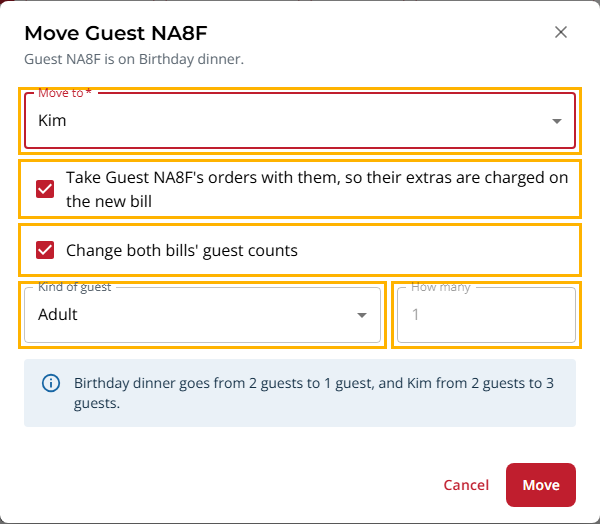 Move Guest NA8F
Guest NA8F is on Birthday dinner.
Move to *
Kim
Take Guest NA8F's orders with them, so their extras are charged on
the new bill
Change both bills' guest counts
Kind of guest
Adult
How many
1
Birthday dinner goes from 2 guests to 1 guest, and Kim from 2 guests to 3
guests.
Cancel
Move